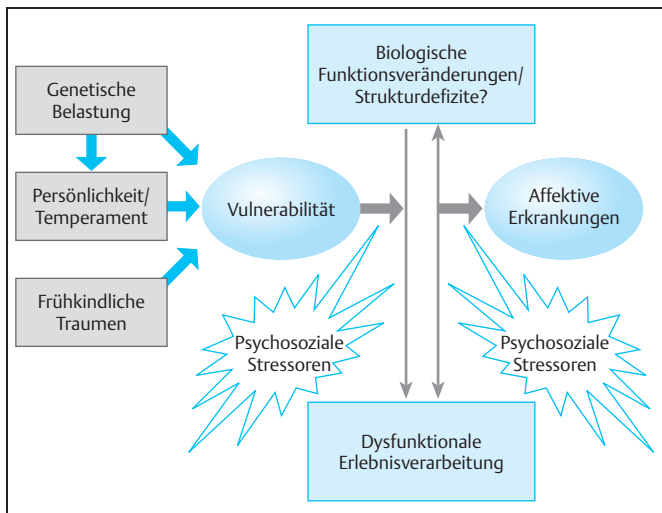 Genetische
Belastung
Persönlichkeit/
Temperament
Frühkindliche
Traumen
Vulnerabilität
Biologische
Funktionsveränderungen/
Strukturdefizite?
Affektive
Erkrankungen
Psychosoziale
Stressoren
Psychosoziale
Stressoren
Dysfunktionale
Erlebnisverarbeitung